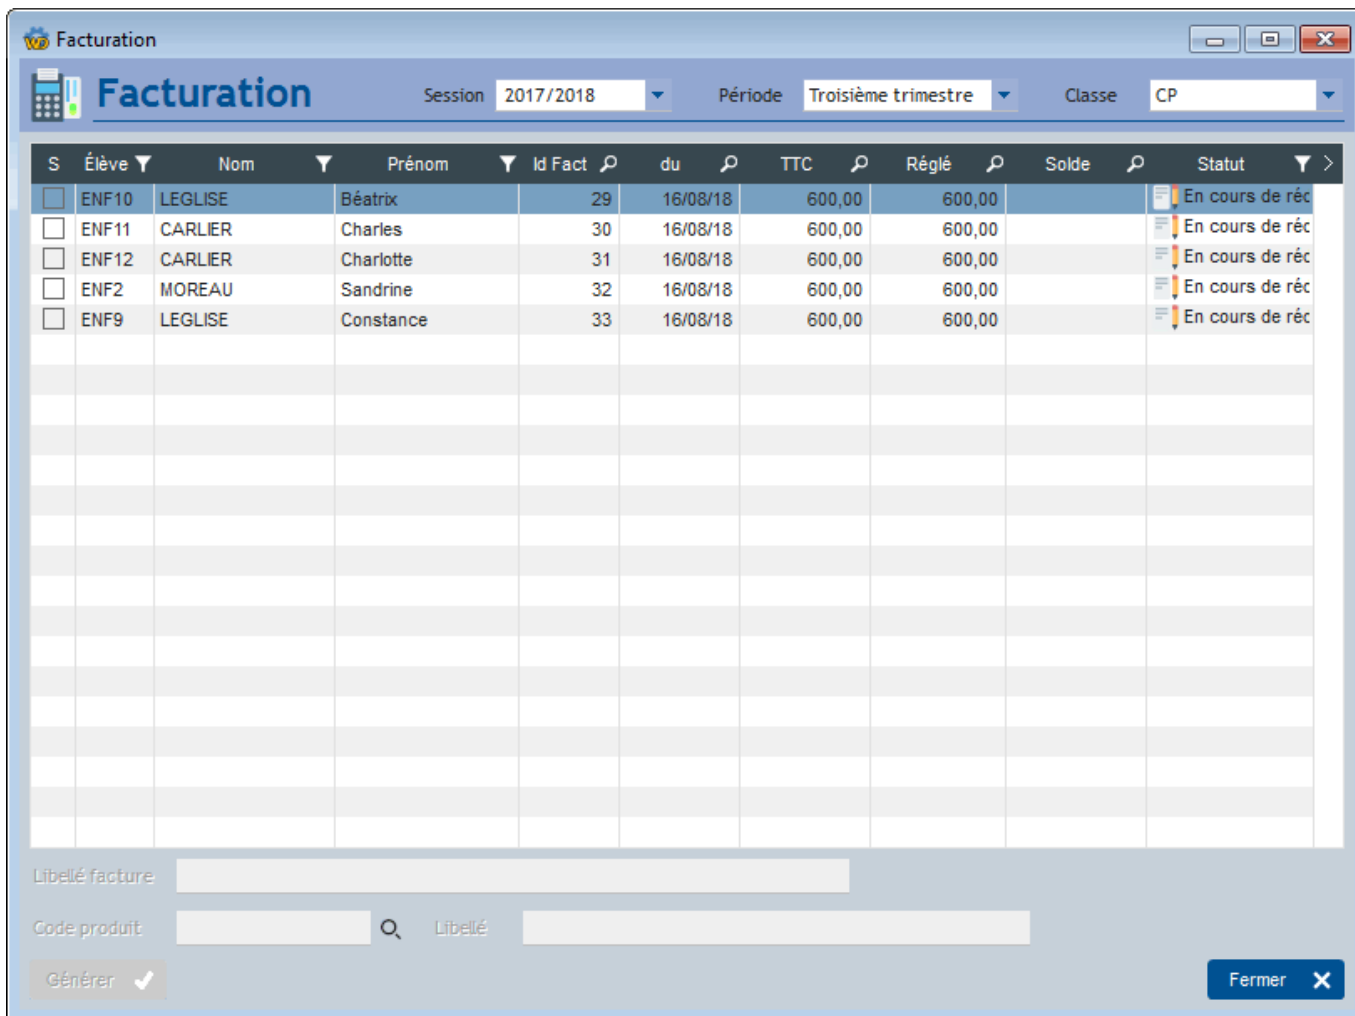 Facturation
Facturation Session 2017/2018 Période Troisième trimestre Classe CP
S Élève Nom Prénom Id Fact du TTC Réglé Solde Statut
ENF10 LEGLISE Béatrix 29 16/08/18 600,00 600,00 En cours de réc
ENF11 CARLIER Charles 30 16/08/18 600,00 600,00 En cours de réc
ENF12 CARLIER Charlotte 31 16/08/18 600,00 600,00 En cours de réc
ENF2 MOREAU Sandrine 32 16/08/18 600,00 600,00 En cours de réc
ENF9 LEGLISE Constance 33 16/08/18 600,00 600,00 En cours de réc
Libellé facture
Code produit Libellé
Générer Fermer